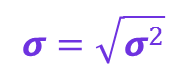 σ = √σ²